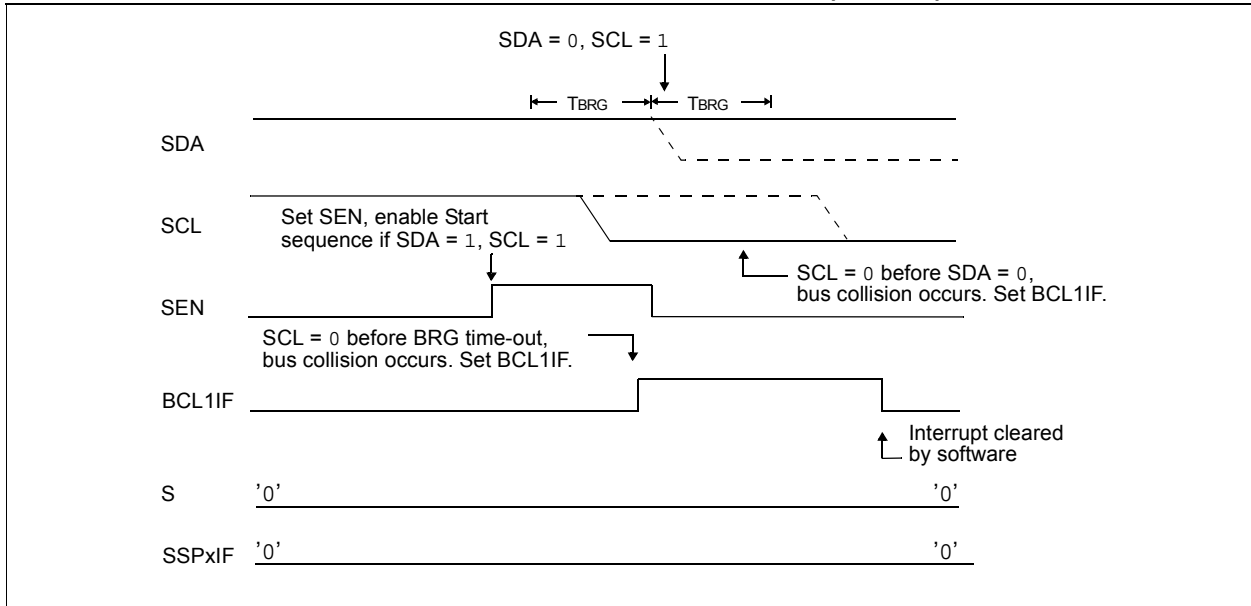 SDA = 0, SCL = 1
TBRG TBRG
SDA
SCL
Set SEN, enable Start
sequence if SDA = 1, SCL = 1
SCL = 0 before SDA = 0,
bus collision occurs. Set BCL1IF.
SEN
SCL = 0 before BRG time-out,
bus collision occurs. Set BCL1IF.
BCL1IF
Interrupt cleared
by software
S '0' '0'
SSPxIF '0' '0'